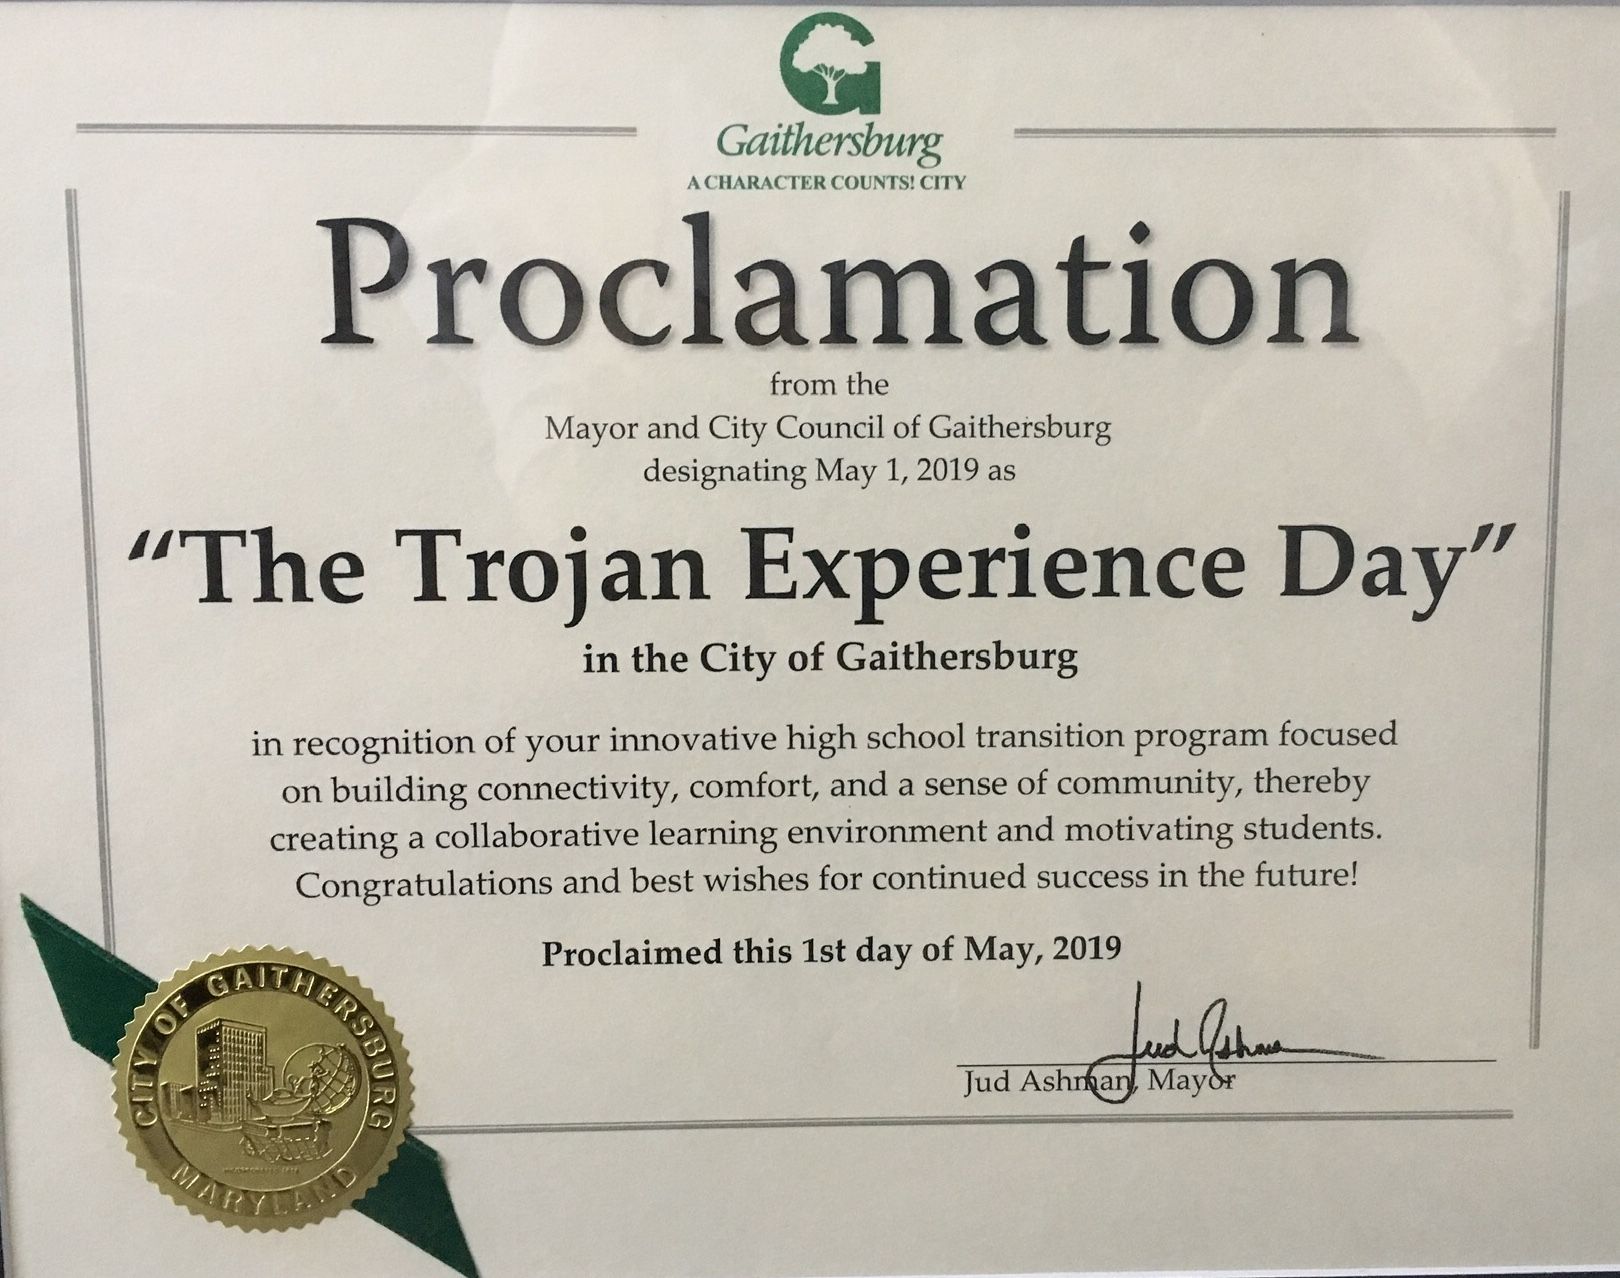 Gaithersburg
A CHARACTER COUNTS! CITY
Proclamation
from the
Mayor and City Council of Gaithersburg
designating May 1, 2019 as
“The Trojan Experience Day”
in the City of Gaithersburg
in recognition of your innovative high school transition program focused
on building connectivity, comfort, and a sense of community, thereby
creating a collaborative learning environment and motivating students.
Congratulations and best wishes for continued success in the future!
Proclaimed this 1st day of May, 2019
Jud Ashman
Jud Ashman, Mayor
CITY OF GAITHERSBURG
MARYLAND